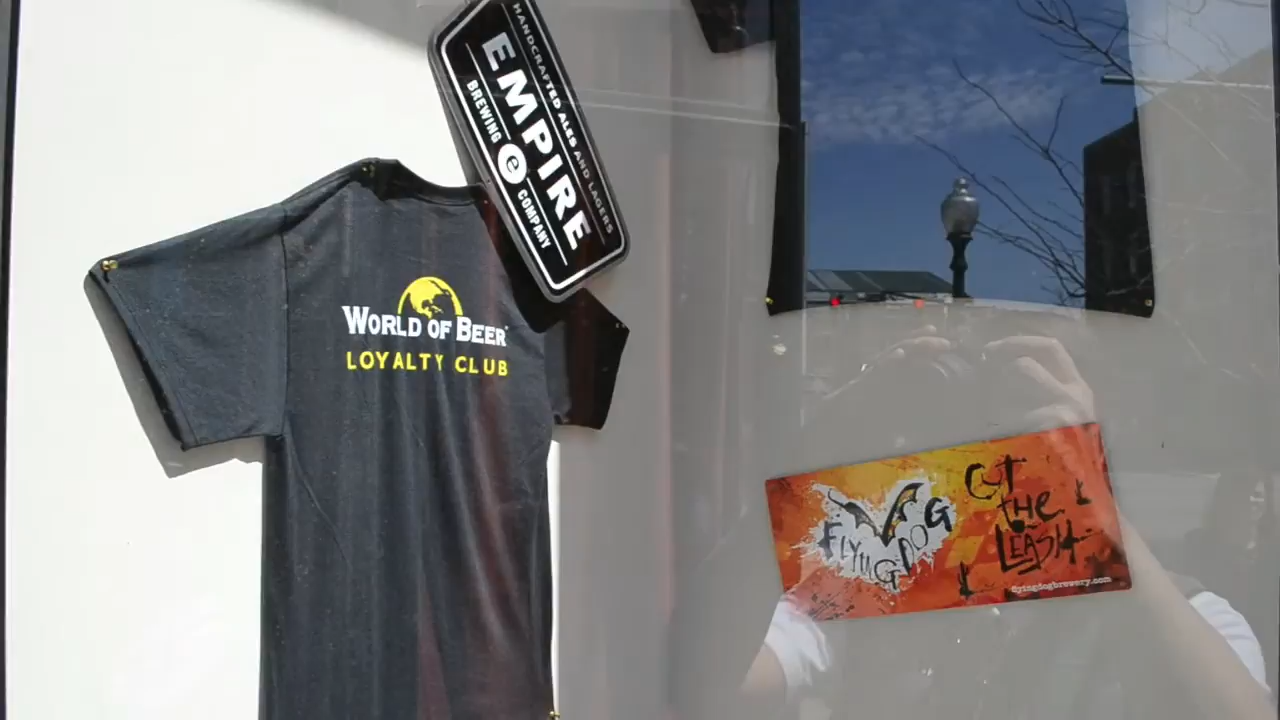 HANDCRAFTED ALES AND LAGERS
EMPIRE
BREWING e COMPANY
WORLD OF BEER
LOYALTY CLUB
FLYING DOG
CUT
THE
LEASH
flyingdogbrewery.com